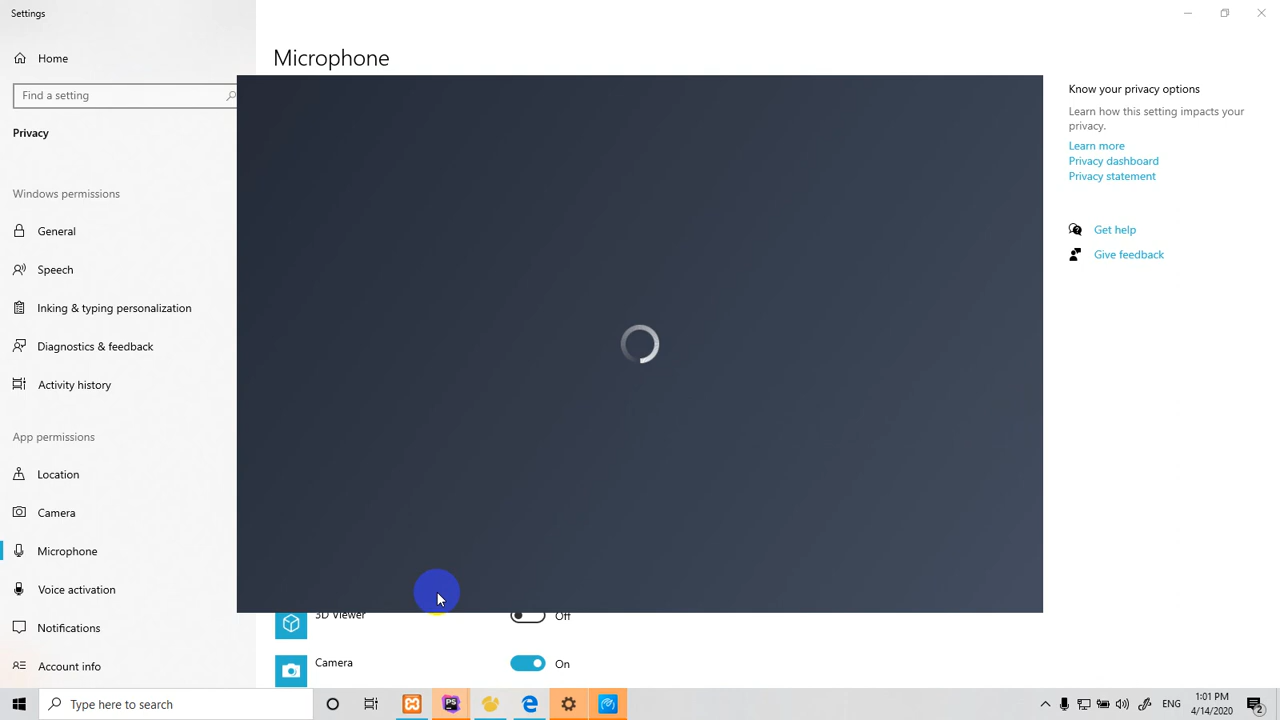 Settings
Home
Find a setting
Privacy
Windows permissions
General
Speech
Inking & typing personalization
Diagnostics & feedback
Activity history
App permissions
Location
Camera
Microphone
Voice activation
Notifications
Account info
Microphone
3D Viewer
Off
Camera
On
Know your privacy options
Learn how this setting impacts your
privacy.
Learn more
Privacy dashboard
Privacy statement
Get help
Give feedback
Type here to search
PS
ENG
1:01 PM
4/14/2020
2